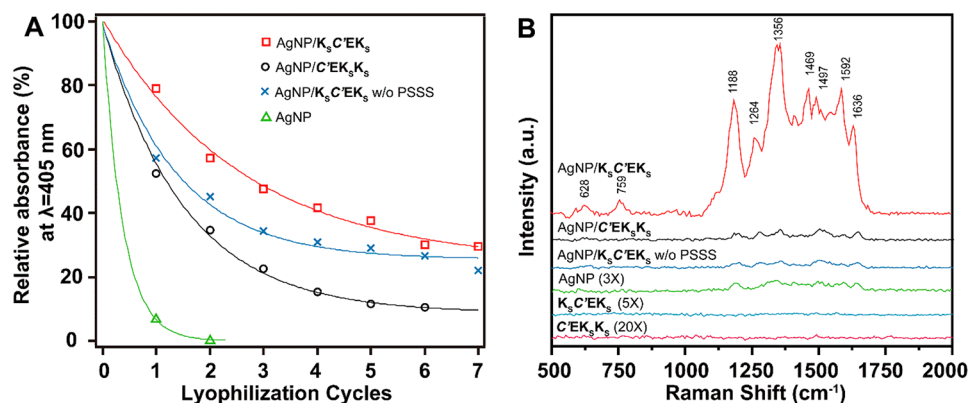 A
AgNP/KₛC'EKₛ
AgNP/C'EKₛKₛ
AgNP/KₛC'EKₛ w/o PSSS
AgNP
Relative absorbance (%)
at λ=405 nm
100
80
60
40
20
0
0 1 2 3 4 5 6 7
Lyophilization Cycles
B
Intensity (a.u.)
628
759
1188
1264
1356
1469
1497
1592
1636
AgNP/KₛC'EKₛ
AgNP/C'EKₛKₛ
AgNP/KₛC'EKₛ w/o PSSS
AgNP (3X)
KₛC'EKₛ (5X)
C'EKₛKₛ (20X)
500 750 1000 1250 1500 1750 2000
Raman Shift (cm⁻¹)